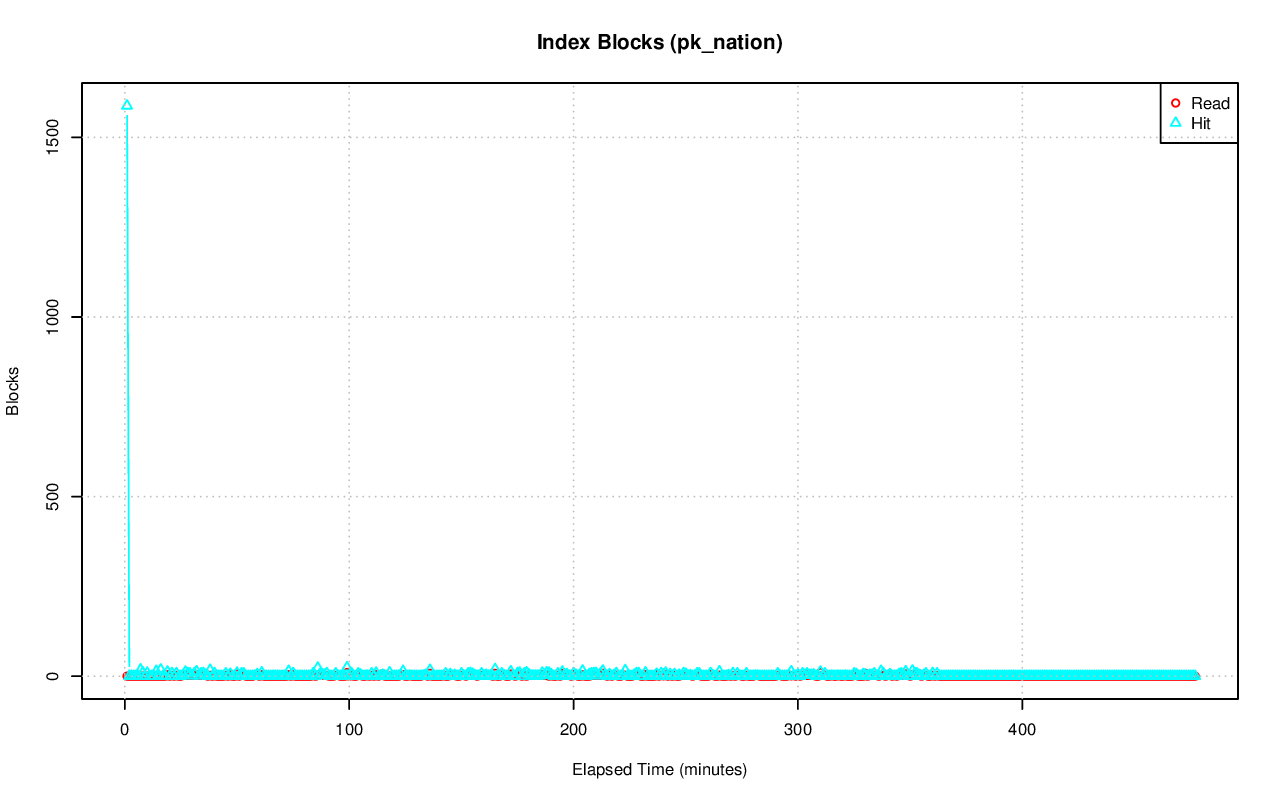 Index Blocks (pk_nation)
Read
Hit
Blocks
1500
1000
500
0
0 100 200 300 400
Elapsed Time (minutes)